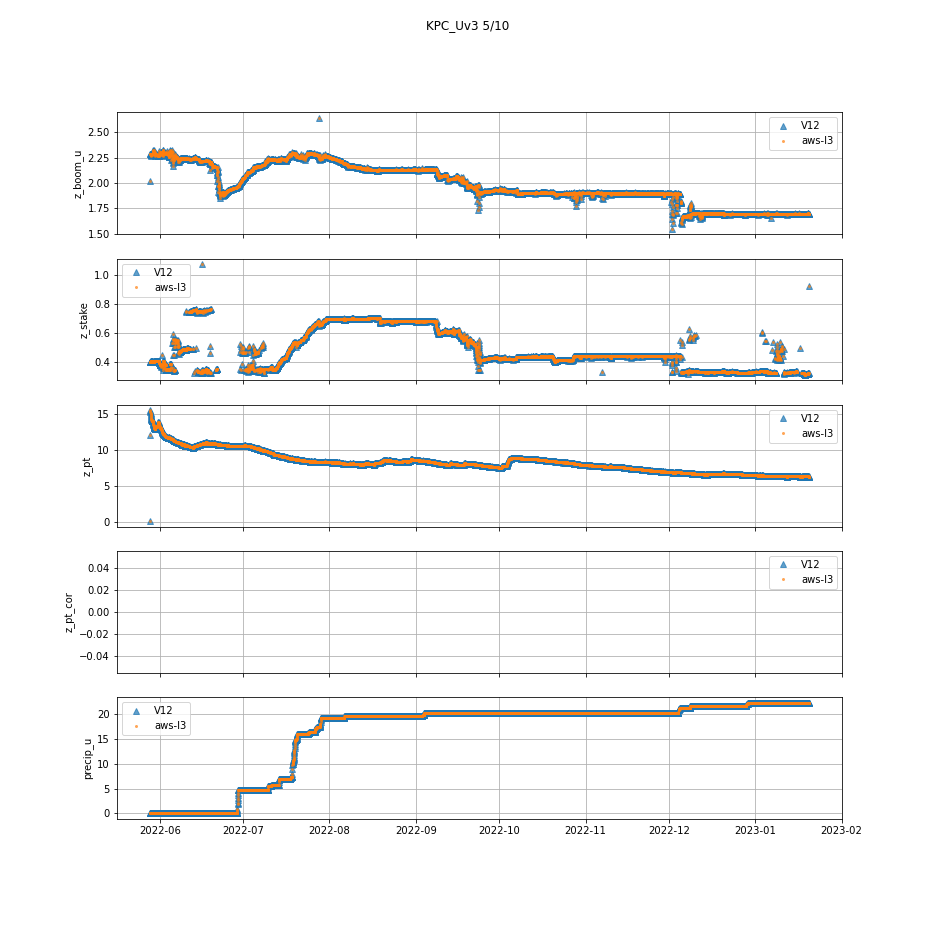 KPC_Uv3 5/10
z_boom_u
2.50
2.25
2.00
1.75
1.50
V12
aws-l3
z_stake
1.0
0.8
0.6
0.4
V12
aws-l3
z_pt
15
10
5
0
V12
aws-l3
z_pt_cor
0.04
0.02
0.00
−0.02
−0.04
V12
aws-l3
precip_u
20
15
10
5
0
V12
aws-l3
2022-06 2022-07 2022-08 2022-09 2022-10 2022-11 2022-12 2023-01 2023-02